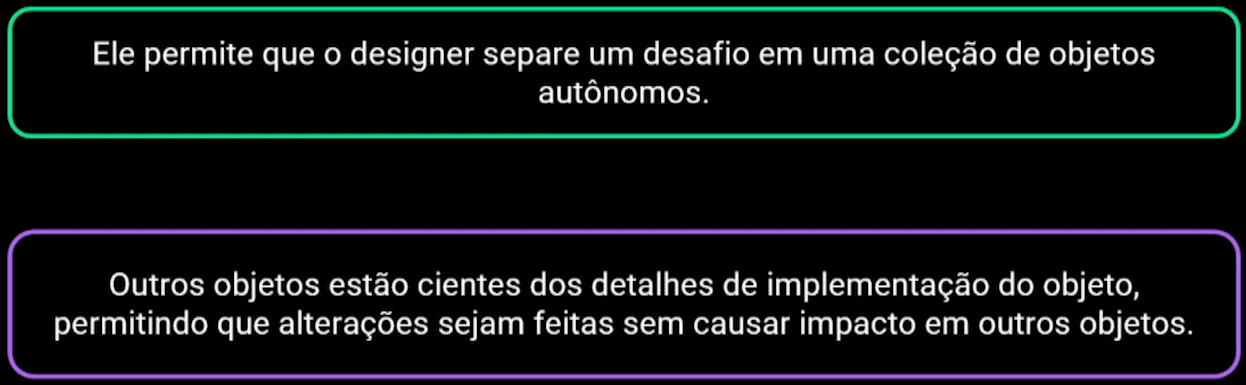 Ele permite que o designer separe um desafio em uma coleção de objetos
autônomos.
Outros objetos estão cientes dos detalhes de implementação do objeto,
permitindo que alterações sejam feitas sem causar impacto em outros objetos.